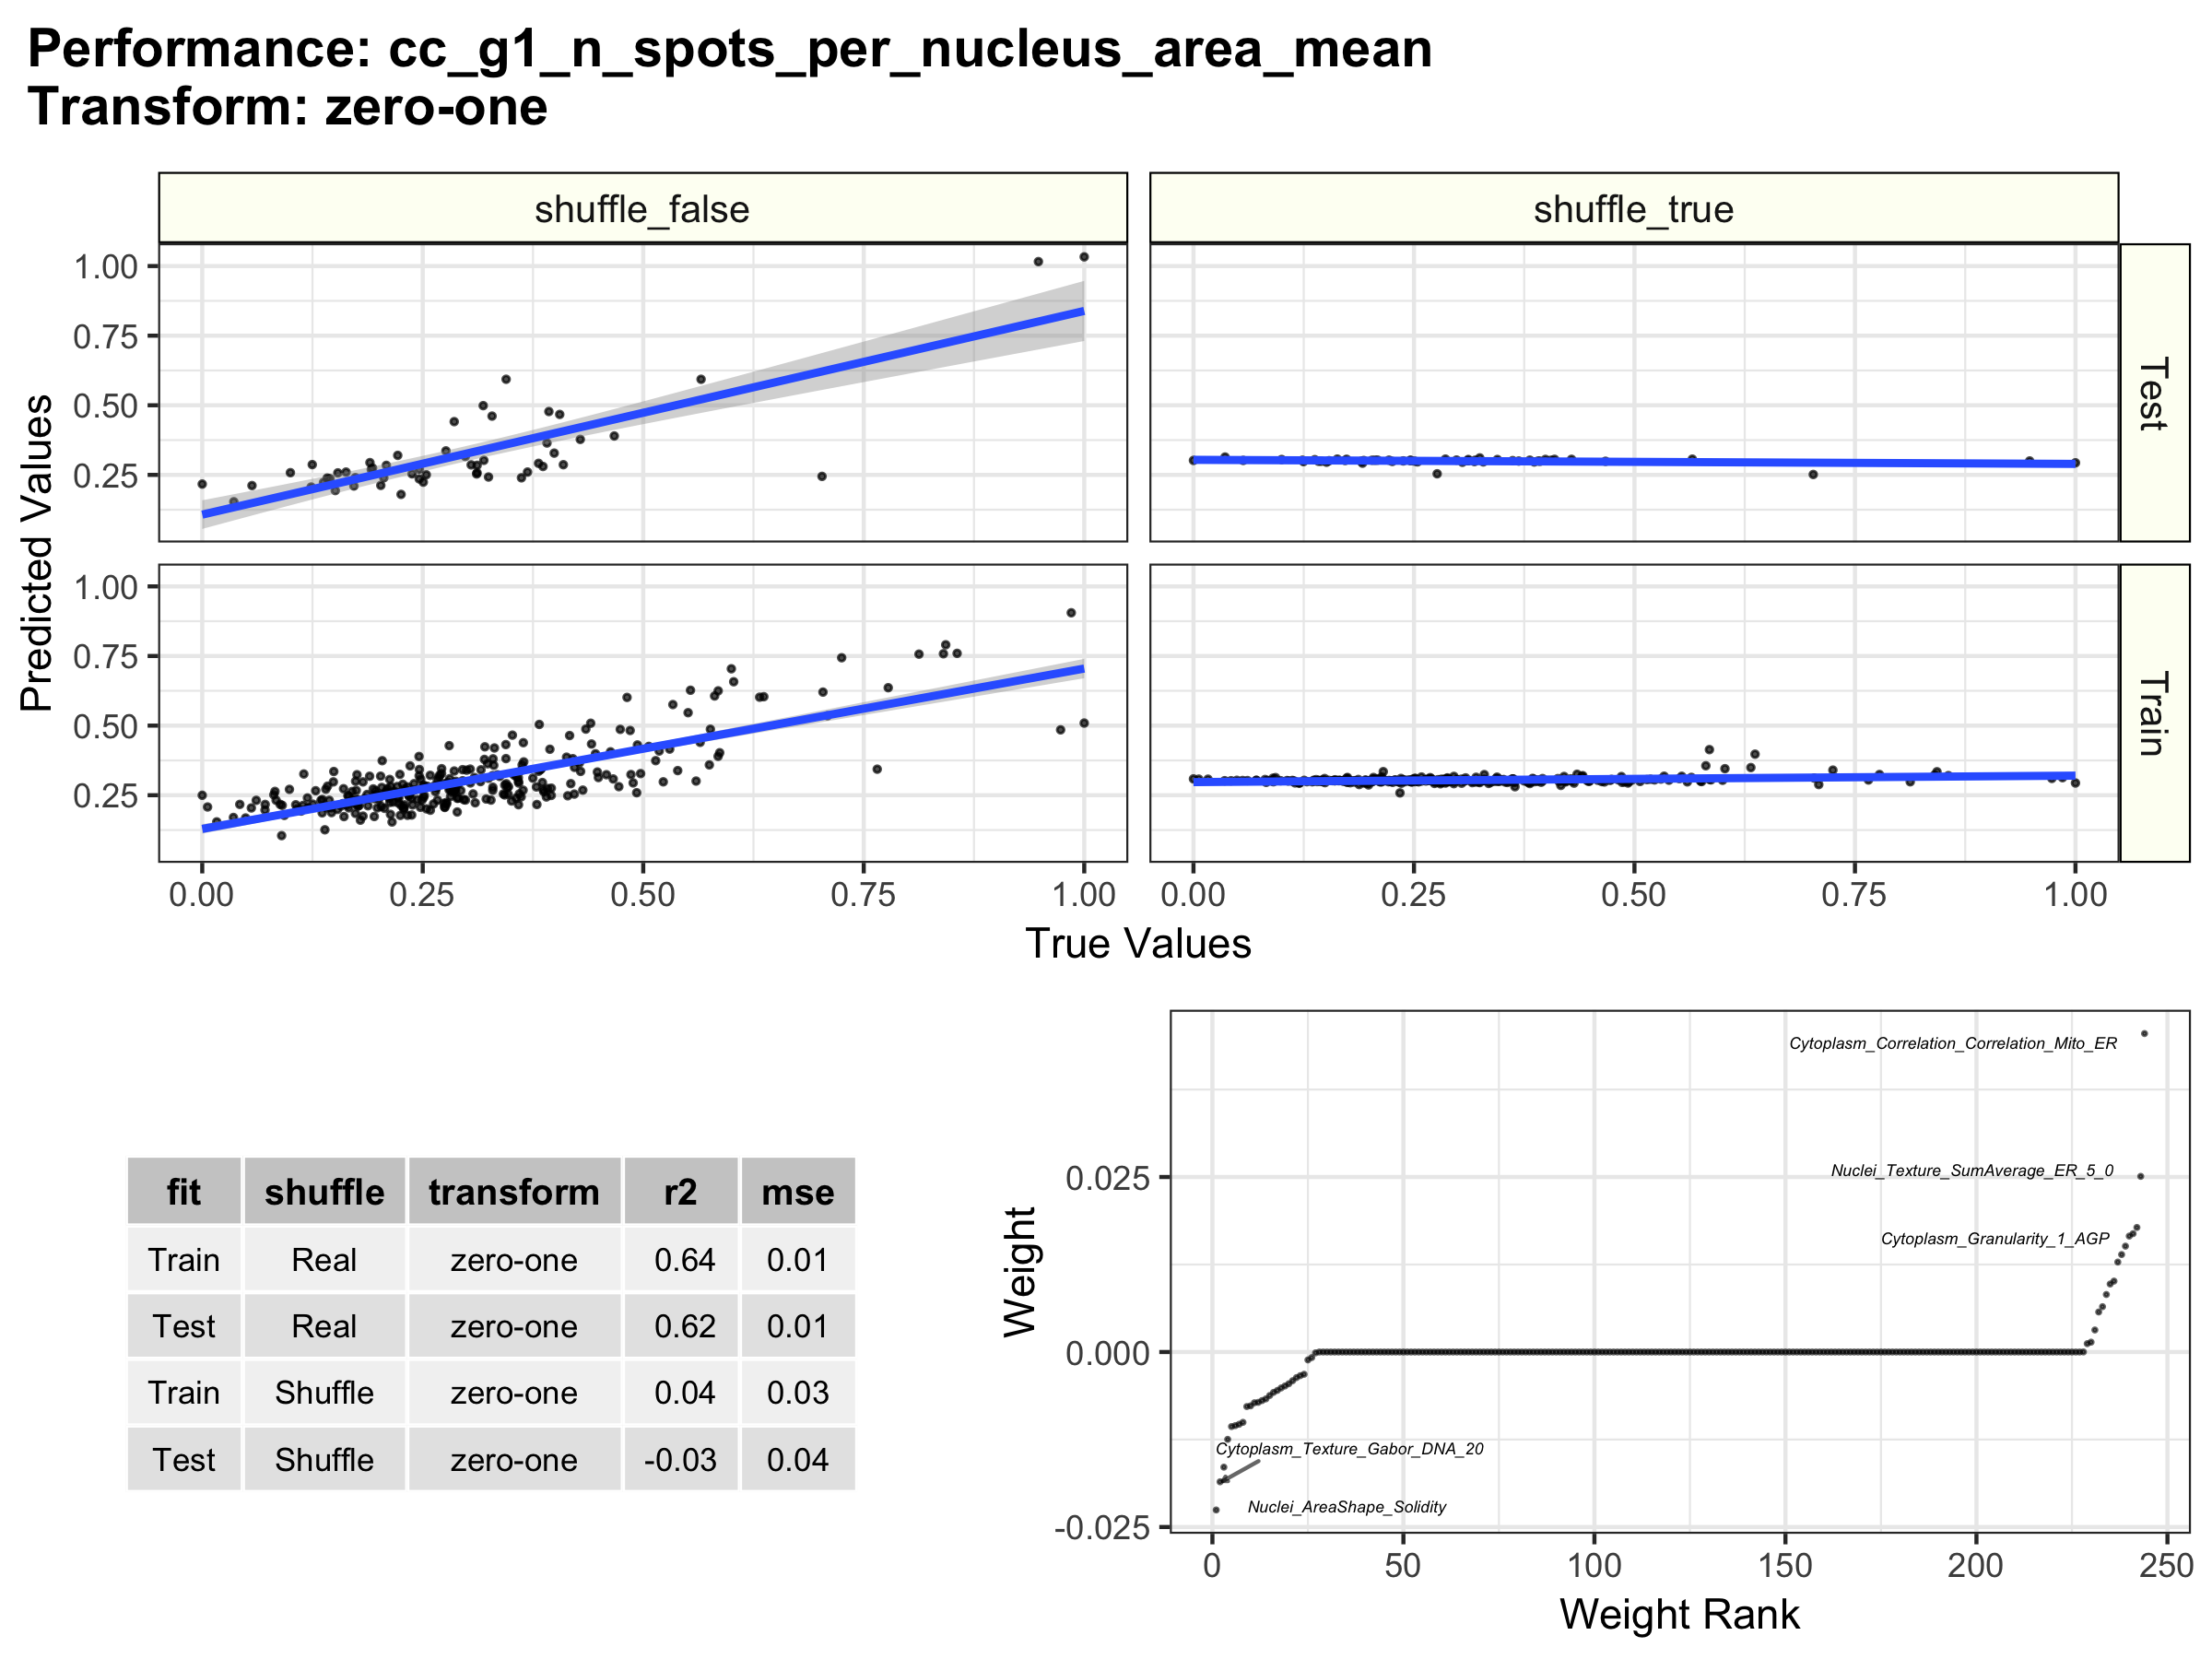 Performance: cc_g1_n_spots_per_nucleus_area_mean
Transform: zero-one
shuffle_false
shuffle_true
1.00
0.75
0.50
0.25
Test
1.00
0.75
0.50
0.25
Train
Predicted Values
0.00 0.25 0.50 0.75 1.00
0.00 0.25 0.50 0.75 1.00
True Values
fit shuffle transform r2 mse
Train Real zero-one 0.64 0.01
Test Real zero-one 0.62 0.01
Train Shuffle zero-one 0.04 0.03
Test Shuffle zero-one -0.03 0.04
Weight
0.025
0.000
-0.025
Cytoplasm_Correlation_Correlation_Mito_ER
Nuclei_Texture_SumAverage_ER_5_0
Cytoplasm_Granularity_1_AGP
Cytoplasm_Texture_Gabor_DNA_20
Nuclei_AreaShape_Solidity
0 50 100 150 200 250
Weight Rank